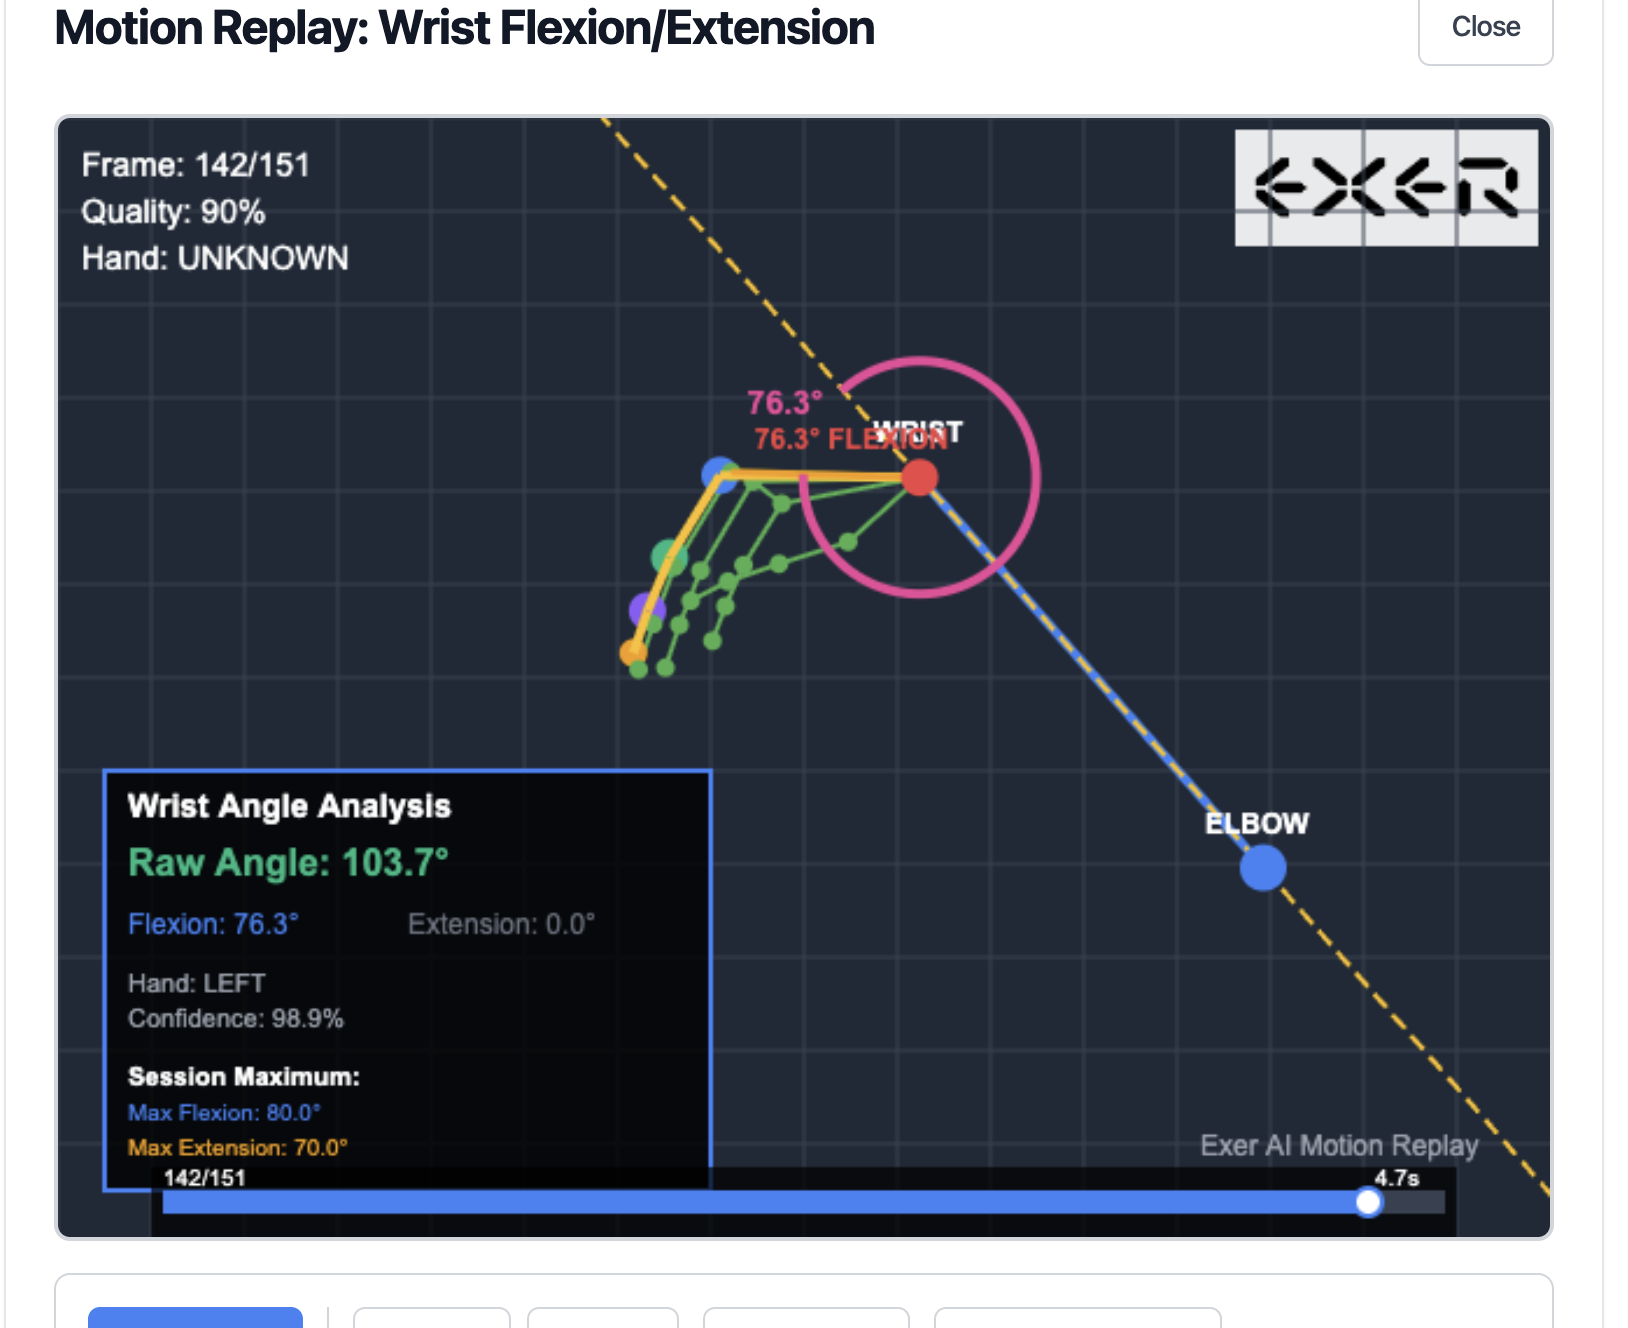 Motion Replay: Wrist Flexion/Extension
Close
Frame: 142/151
Quality: 90%
Hand: UNKNOWN
EXER
76.3°
WRIST
76.3° FLEXION
ELBOW
Wrist Angle Analysis
Raw Angle: 103.7°
Flexion: 76.3° Extension: 0.0°
Hand: LEFT
Confidence: 98.9%
Session Maximum:
Max Flexion: 80.0°
Max Extension: 70.0°
Exer AI Motion Replay
142/151 4.7s